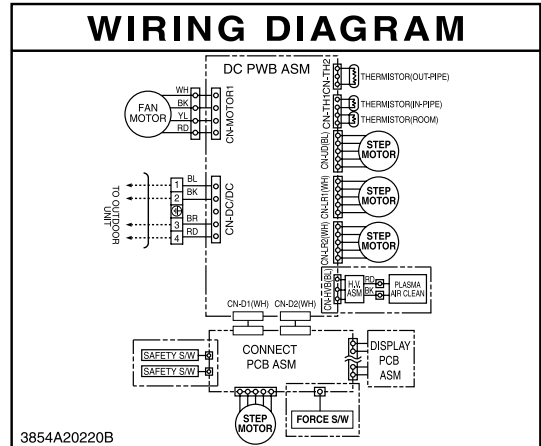 WIRING DIAGRAM
DC PWB ASM
FAN MOTOR
WH
BK
YL
RD
CN-MOTOR1
CN-TH2
THERMISTOR(OUT-PIPE)
CN-TH1
THERMISTOR(IN-PIPE)
THERMISTOR(ROOM)
CN-UD(BL)
STEP
MOTOR
TO OUTDOOR
UNIT
1
BL
2
BK
3
BR
4
RD
CN-DC/DC
CN-LR1(WH)
STEP
MOTOR
CN-LR2(WH)
STEP
MOTOR
CN-HVB(BL)
H.V.
ASM
RD
BK
PLASMA
AIR CLEAN
CN-D1(WH)
CN-D2(WH)
CONNECT
PCB ASM
SAFETY S/W
SAFETY S/W
DISPLAY
PCB
ASM
STEP
MOTOR
FORCE S/W
3854A20220B